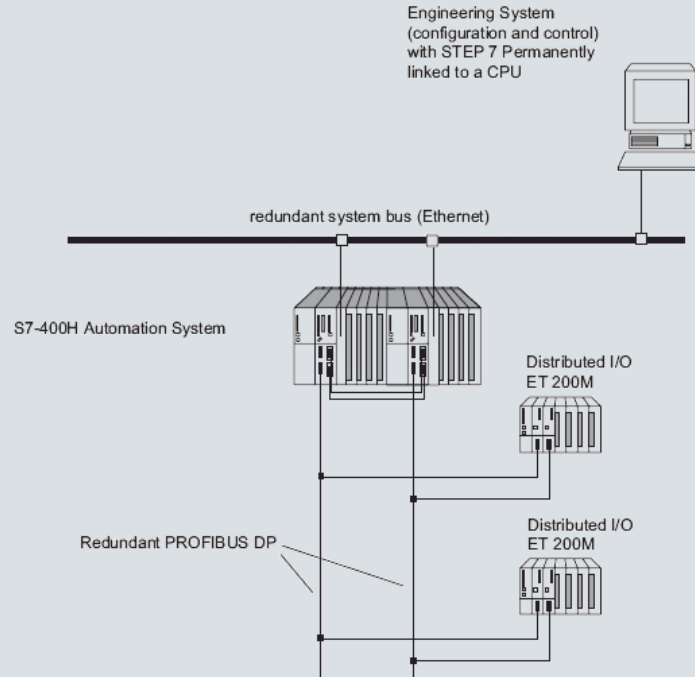 Engineering System
(configuration and control)
with STEP 7 Permanently
linked to a CPU
redundant system bus (Ethernet)
S7-400H Automation System
Distributed I/O
ET 200M
Redundant PROFIBUS DP
Distributed I/O
ET 200M